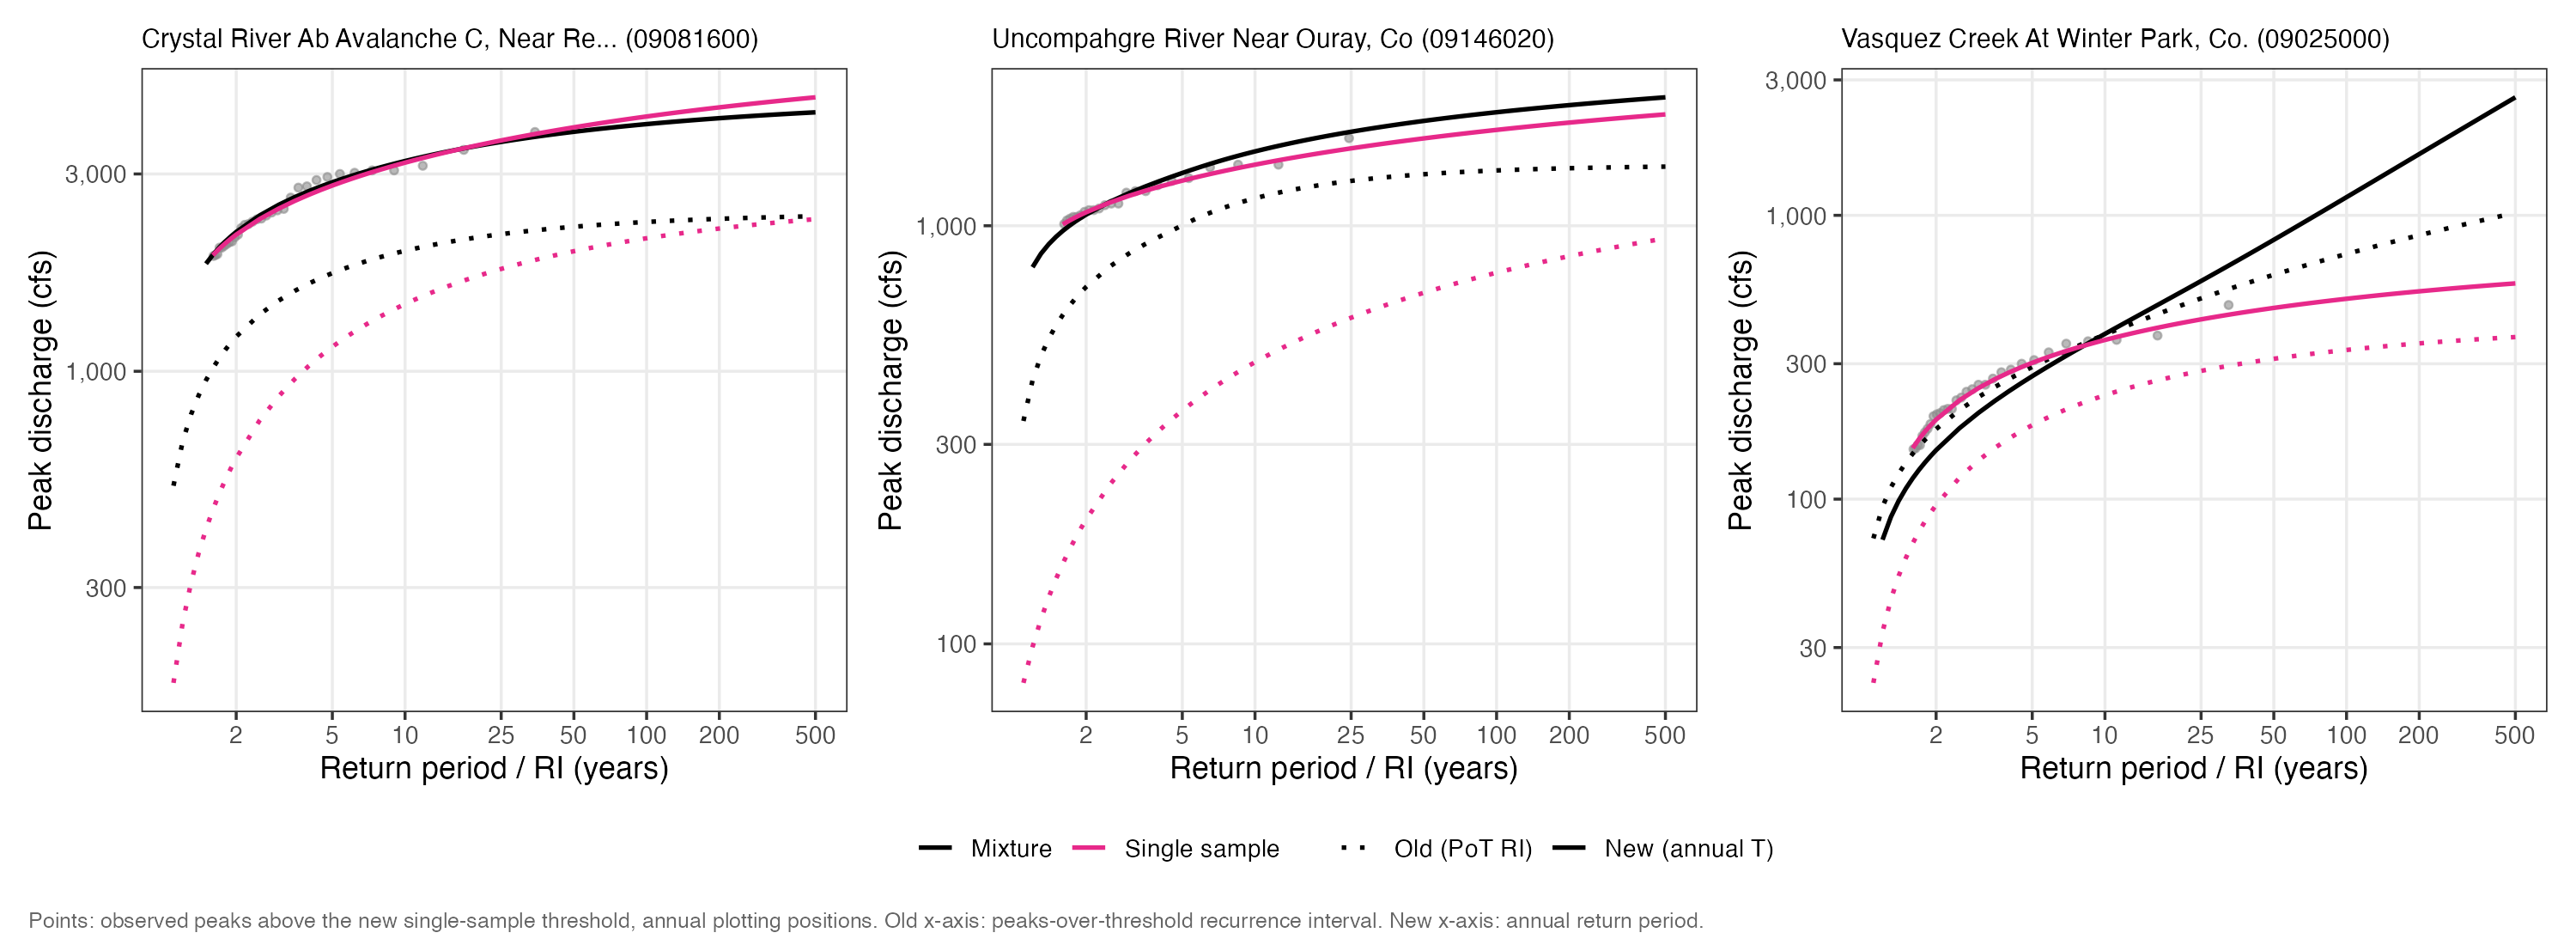 Crystal River Ab Avalanche C, Near Re... (09081600)
Uncompahgre River Near Ouray, Co (09146020)
Vasquez Creek At Winter Park, Co. (09025000)
Peak discharge (cfs)
3,000
1,000
300
2 5 10 25 50 100 200 500
Return period / RI (years)
Peak discharge (cfs)
1,000
300
100
2 5 10 25 50 100 200 500
Return period / RI (years)
Peak discharge (cfs)
3,000
1,000
300
100
30
2 5 10 25 50 100 200 500
Return period / RI (years)
Mixture Single sample Old (PoT RI) New (annual T)
Points: observed peaks above the new single-sample threshold, annual plotting positions. Old x-axis: peaks-over-threshold recurrence interval. New x-axis: annual return period.